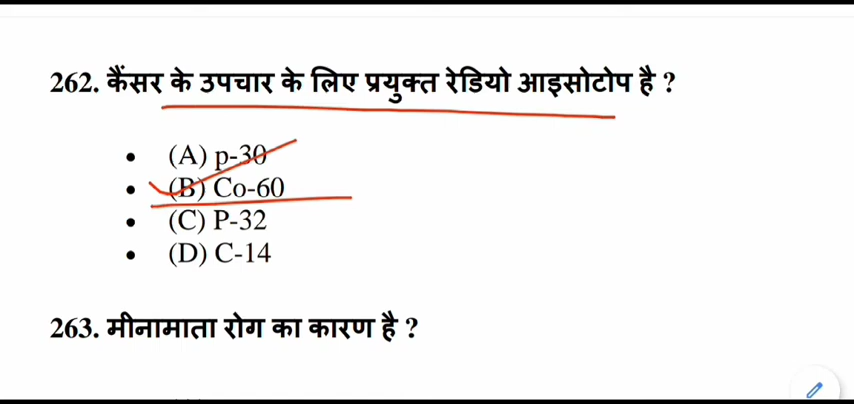 262. कैंसर के उपचार के लिए प्रयुक्त रेडियो आइसोटोप है ?
• (A) p-30
• (B) Co-60
• (C) P-32
• (D) C-14
263. मीनामाता रोग का कारण है ?